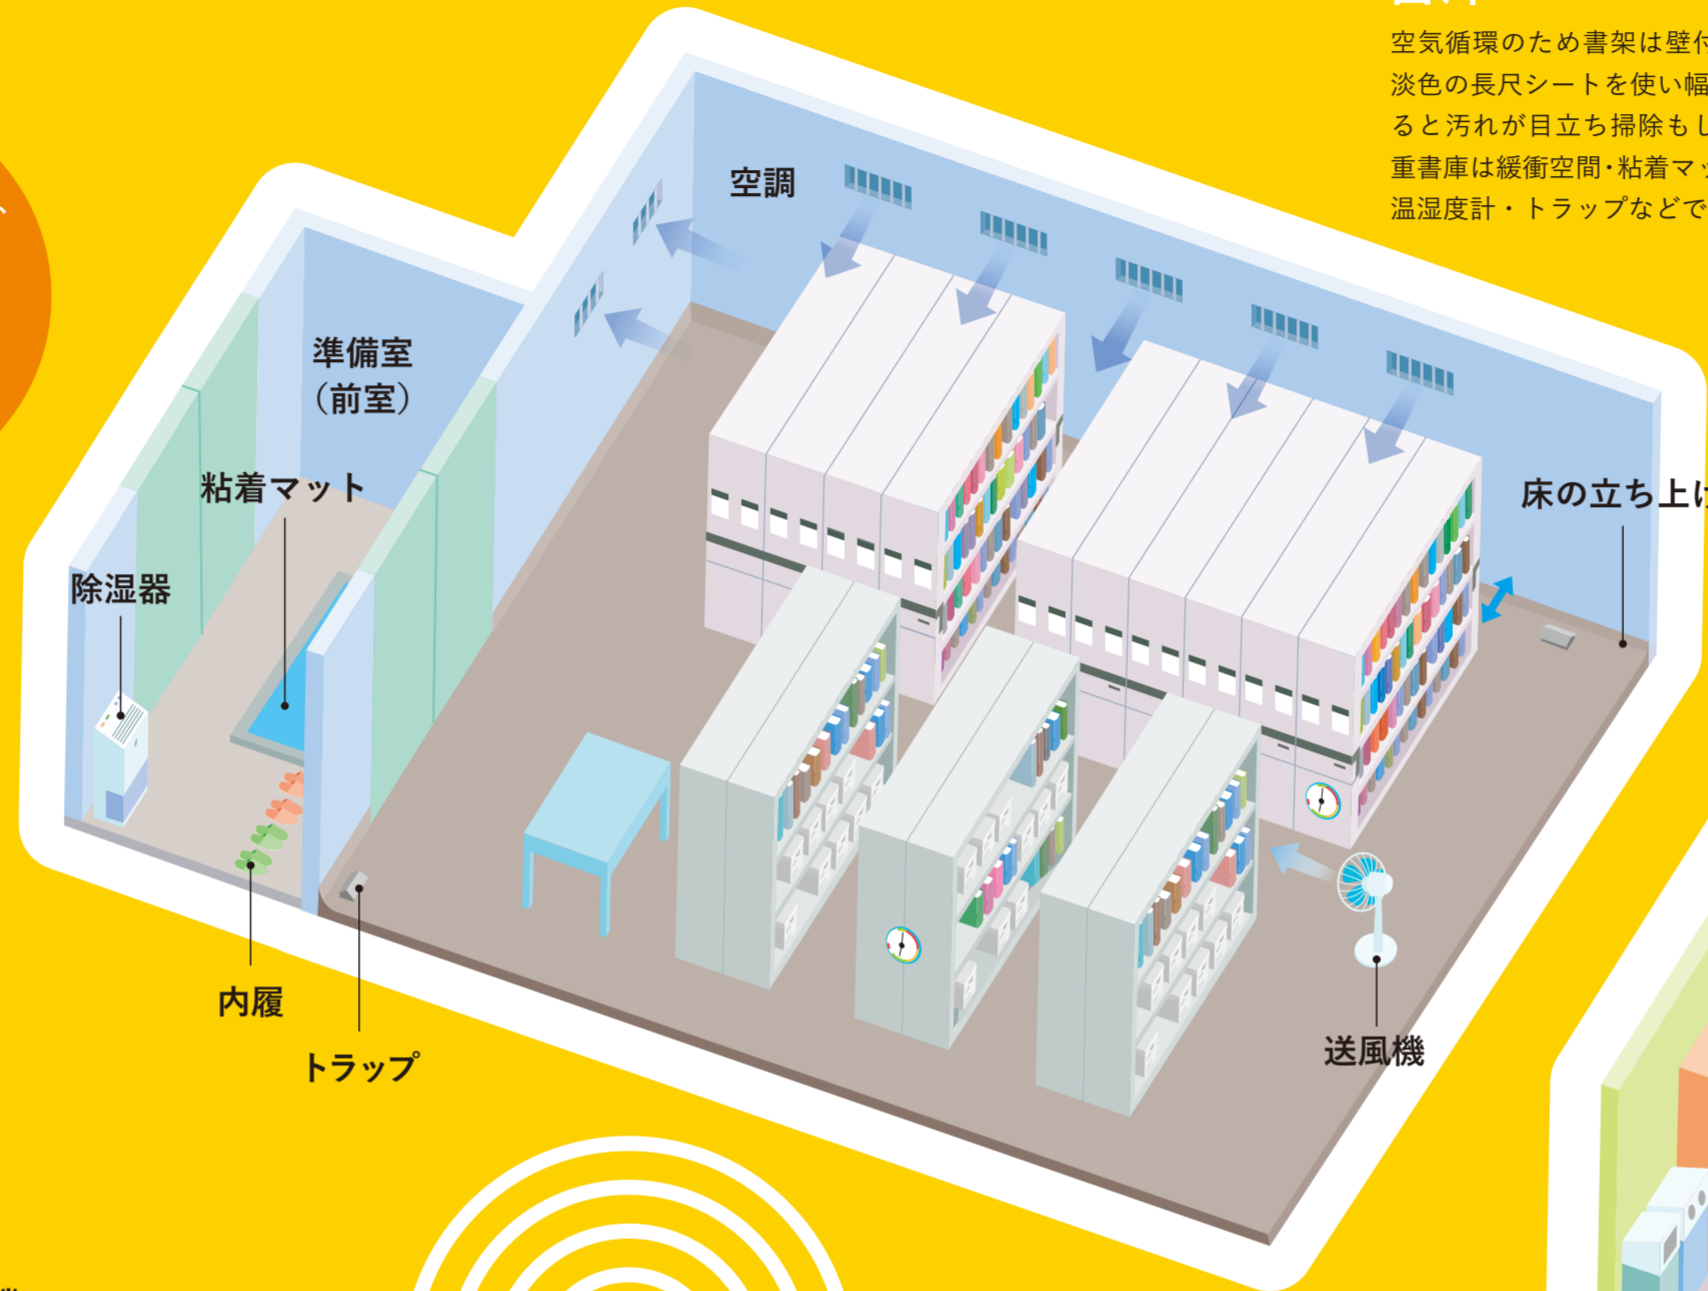 空気循環のため書架は壁付
淡色の長尺シートを使い幅
ると汚れが目立ち掃除もし
重書庫は緩衝空間・粘着マッ
温湿度計・トラップなどで
空調
準備室
（前室）
粘着マット
床の立ち上げ
除湿器
内履
トラップ
送風機